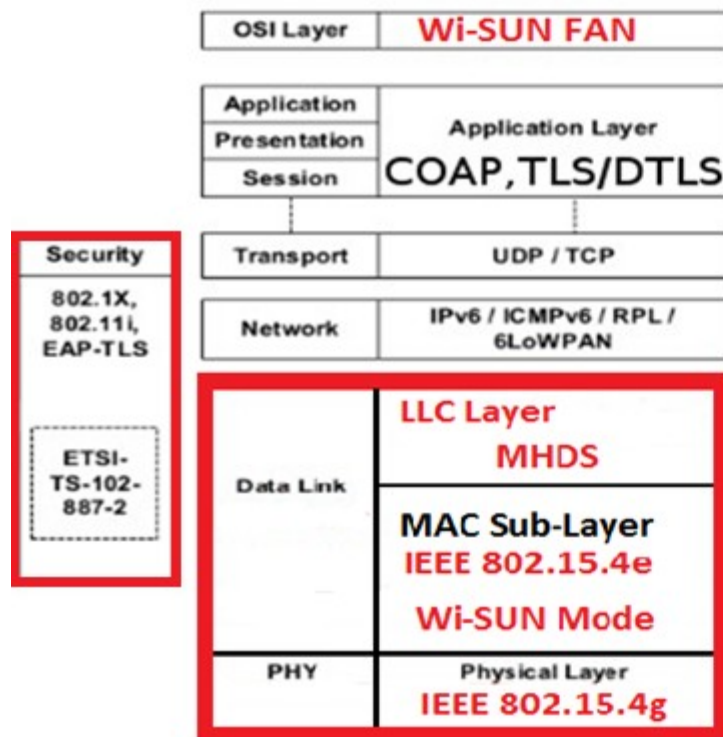 OSI Layer Wi-SUN FAN
Application
Presentation
Session
Application Layer
COAP,TLS/DTLS
Security
802.1X,
802.11i,
EAP-TLS
ETSI-
TS-102-
887-2
Transport UDP / TCP
Network
IPv6 / ICMPv6 / RPL /
6LoWPAN
Data Link
LLC Layer
MHDS
MAC Sub-Layer
IEEE 802.15.4e
Wi-SUN Mode
PHY
Physical Layer
IEEE 802.15.4g